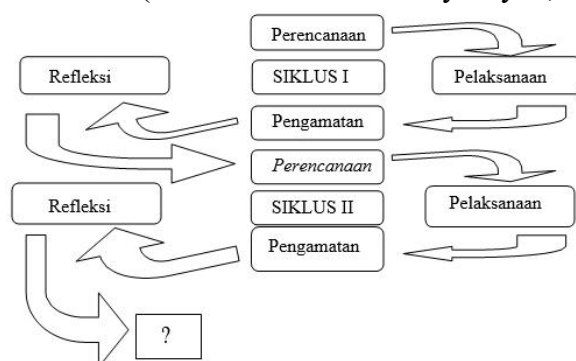 Perencanaan
Refleksi
SIKLUS I
Pelaksanaan
Pengamatan
Perencanaan
Refleksi
SIKLUS II
Pelaksanaan
Pengamatan
?